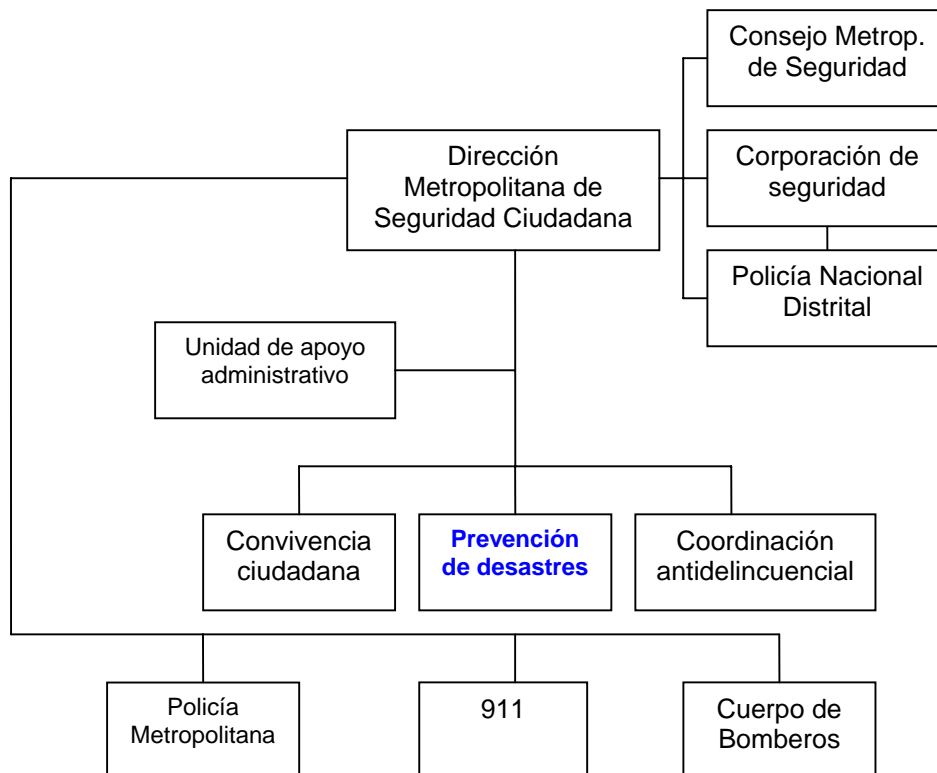 Consejo Metrop.
de Seguridad
Dirección
Metropolitana de
Seguridad Ciudadana
Corporación de
seguridad
Policía Nacional
Distrital
Unidad de apoyo
administrativo
Convivencia
ciudadana
Prevención
de desastres
Coordinación
antidelincuencial
Policía
Metropolitana
911
Cuerpo de
Bomberos